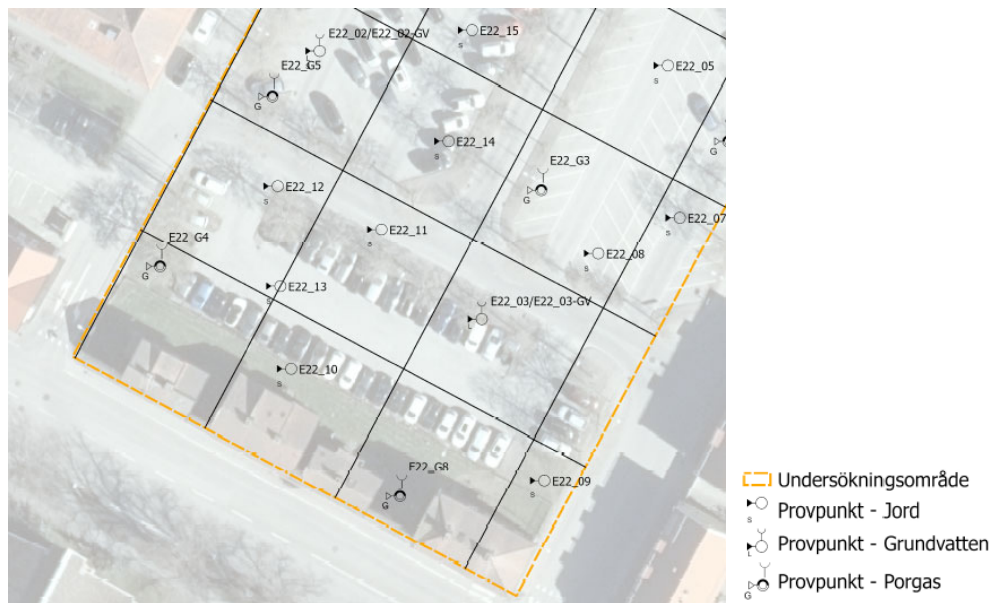 E22_15
E22_02/E22_02-GV
S
E22_G5
E22_05
S
G
E22_14
S
E22_G3
G
G
E22_12
S
E22_07
S
E22_11
S
E22_G4
E22_08
S
G
E22_13
S
E22_03/E22_03-GV
L
E22_10
S
E22_G8
E22_09
S
G
Undersökningsområde
Provpunkt - Jord
S
Provpunkt - Grundvatten
L
Provpunkt - Porgas
G